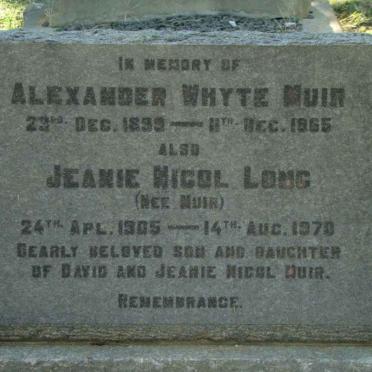 IN MEMORY OF
ALEXANDER WHYTE MUIR
23RD. DEC. 1899 — 11TH. DEC. 1965
ALSO
JEANIE NICOL LONG
(NEE MUIR)
24TH. APL. 1905 — 14TH. AUG. 1970
DEARLY BELOVED SON AND DAUGHTER
OF DAVID AND JEANIE NICOL MUIR.
REMEMBRANCE.